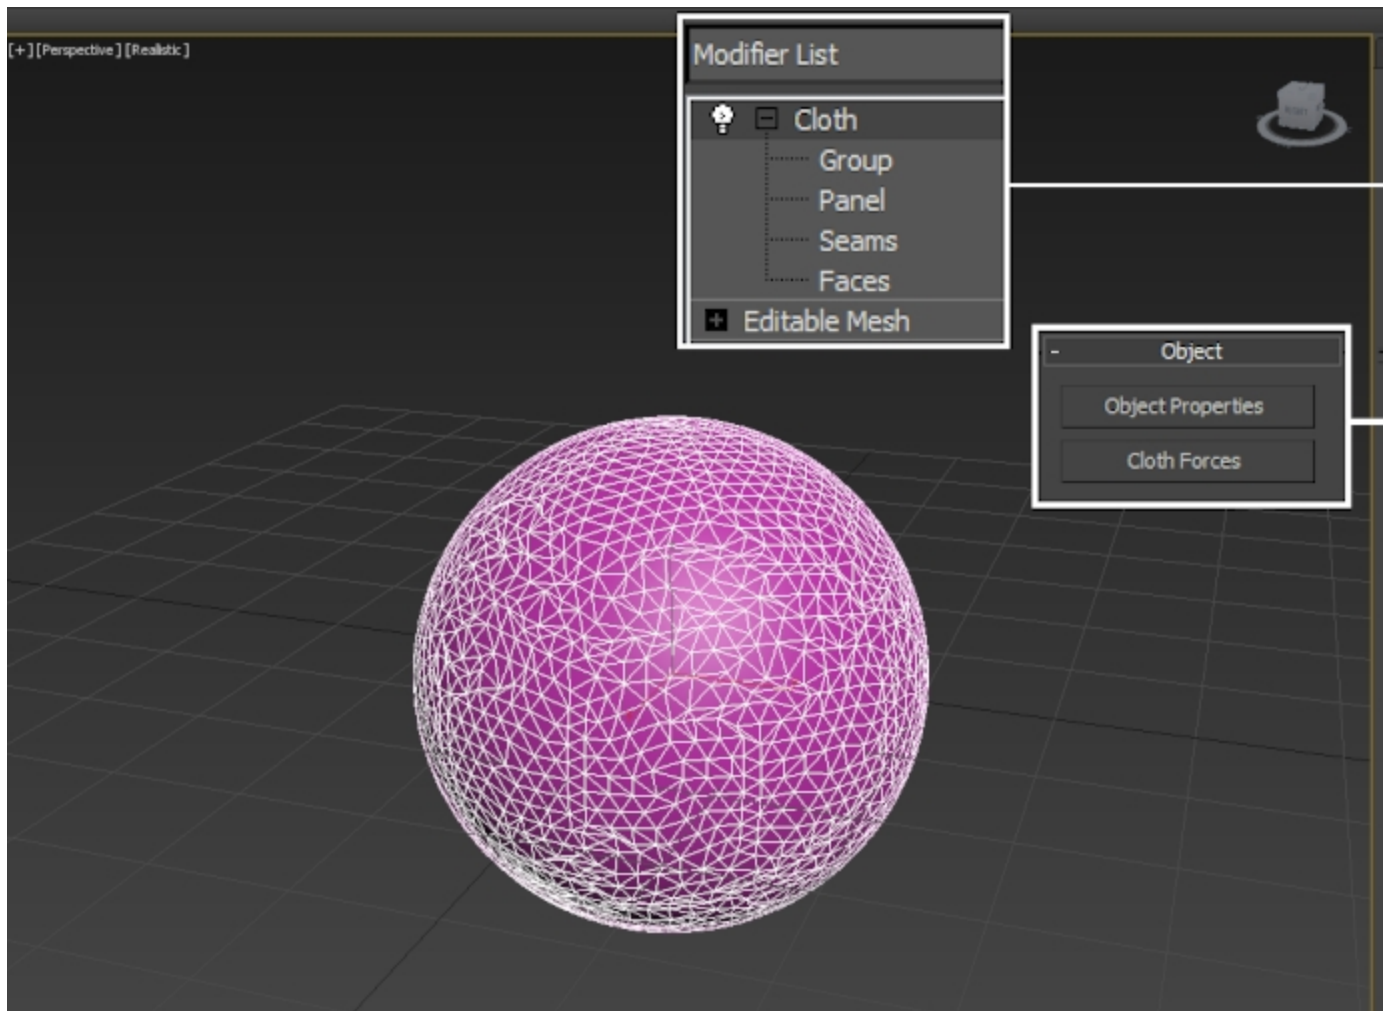 [+] [Perspective] [Realistic]
Modifier List
Cloth
Group
Panel
Seams
Faces
Editable Mesh
- Object
Object Properties
Cloth Forces